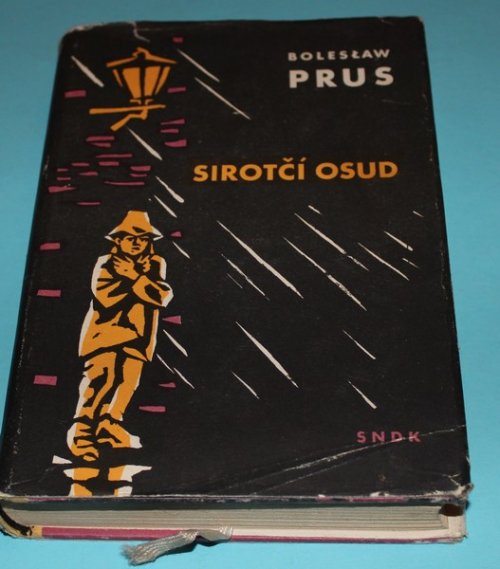 BOLESŁAW
PRUS
SIROTČÍ OSUD
SNDK